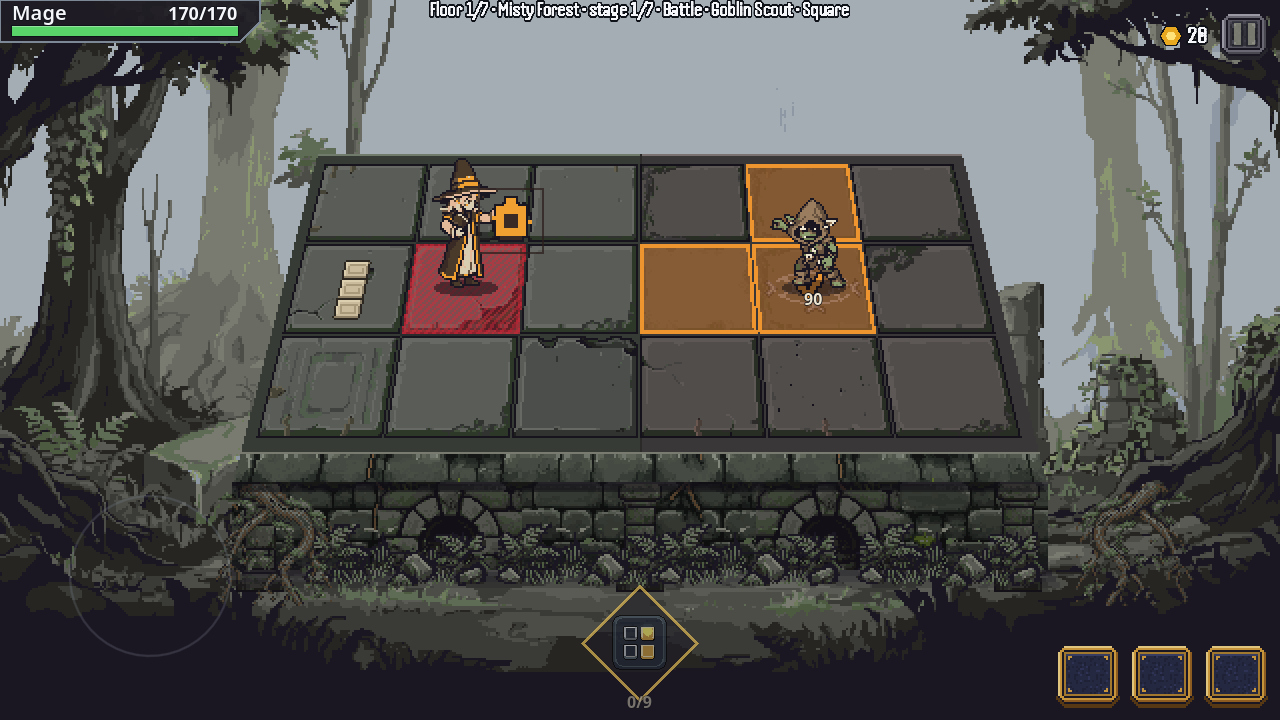 Mage 170/170
Floor 1/7 · Misty Forest · stage 1/7 · Battle · Goblin Scout · Square
28
90
0/9